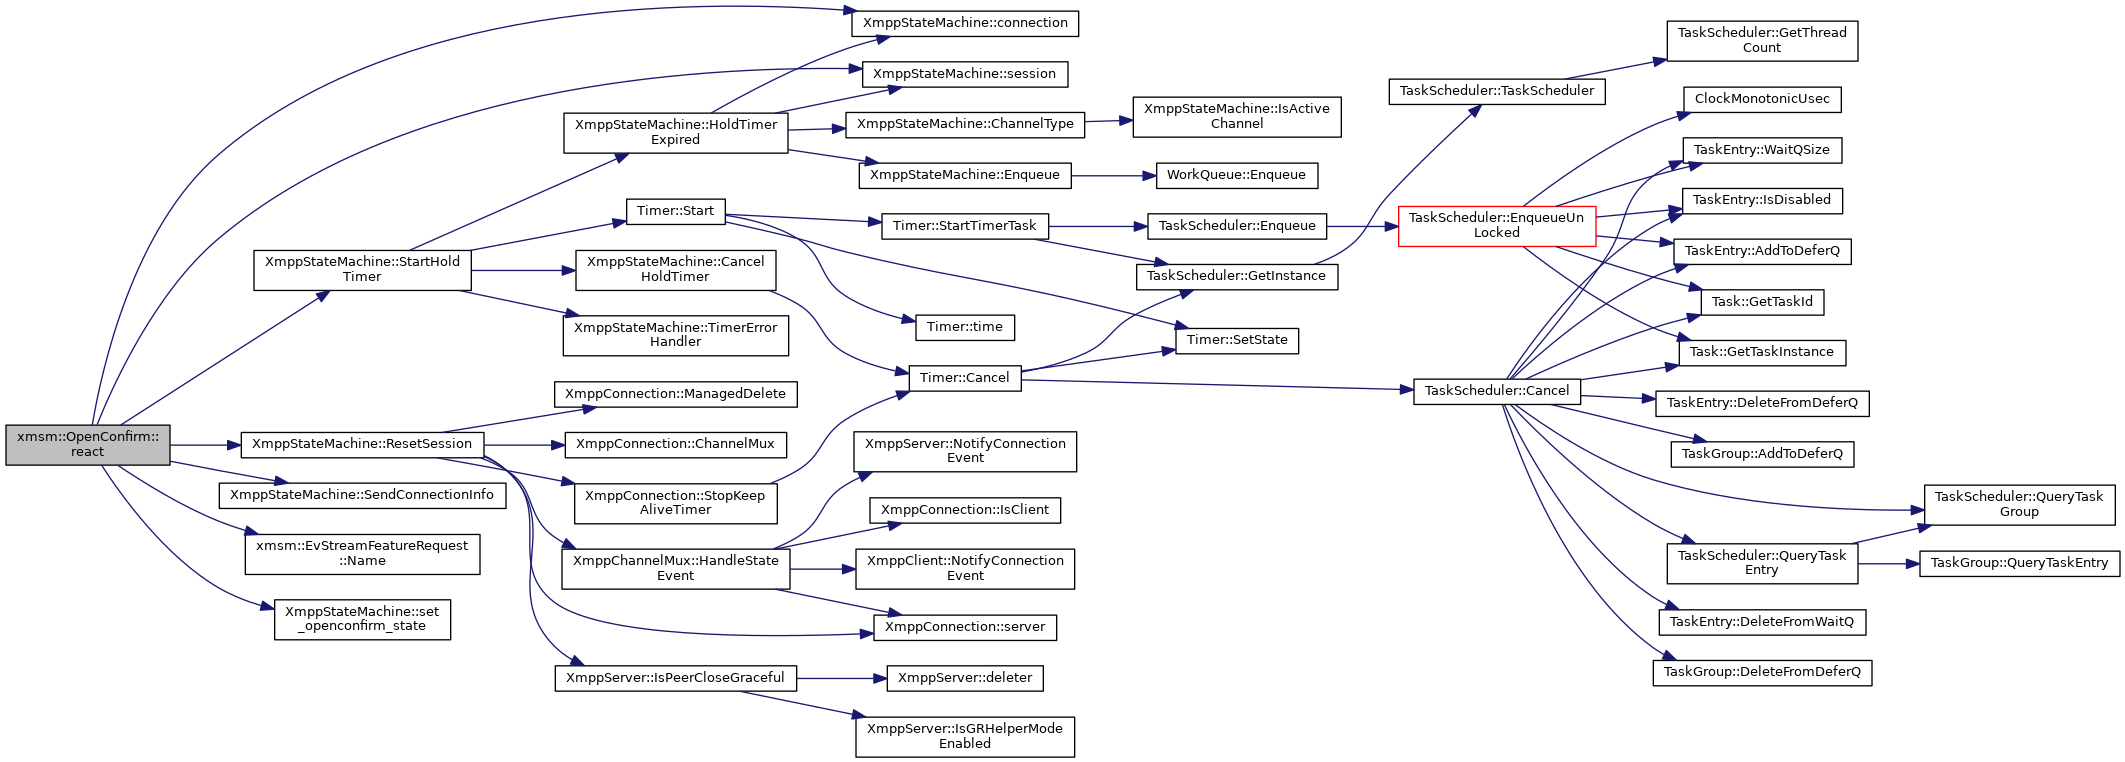 xmsm::OpenConfirm::
react
XmppStateMachine::connection
XmppStateMachine::session
XmppStateMachine::HoldTimer
Expired
XmppStateMachine::ChannelType
XmppStateMachine::IsActive
Channel
XmppStateMachine::Enqueue
WorkQueue::Enqueue
XmppStateMachine::StartHold
Timer
Timer::Start
XmppStateMachine::Cancel
HoldTimer
XmppStateMachine::TimerError
Handler
Timer::StartTimerTask
Timer::time
Timer::SetState
Timer::Cancel
TaskScheduler::Enqueue
TaskScheduler::GetInstance
TaskScheduler::TaskScheduler
TaskScheduler::GetThread
Count
TaskScheduler::EnqueueUn
Locked
ClockMonotonicUsec
TaskEntry::WaitQSize
TaskEntry::IsDisabled
TaskEntry::AddToDeferQ
Task::GetTaskId
Task::GetTaskInstance
TaskScheduler::Cancel
TaskEntry::DeleteFromDeferQ
TaskGroup::AddToDeferQ
TaskScheduler::QueryTask
Group
TaskScheduler::QueryTask
Entry
TaskGroup::QueryTaskEntry
TaskEntry::DeleteFromWaitQ
TaskGroup::DeleteFromDeferQ
XmppStateMachine::ResetSession
XmppConnection::ManagedDelete
XmppConnection::ChannelMux
XmppConnection::StopKeep
AliveTimer
XmppChannelMux::HandleState
Event
XmppServer::NotifyConnection
Event
XmppConnection::IsClient
XmppClient::NotifyConnection
Event
XmppConnection::server
XmppServer::IsPeerCloseGraceful
XmppServer::deleter
XmppServer::IsGRHelperMode
Enabled
XmppStateMachine::SendConnectionInfo
xmsm::EvStreamFeatureRequest
::Name
XmppStateMachine::set
_openconfirm_state